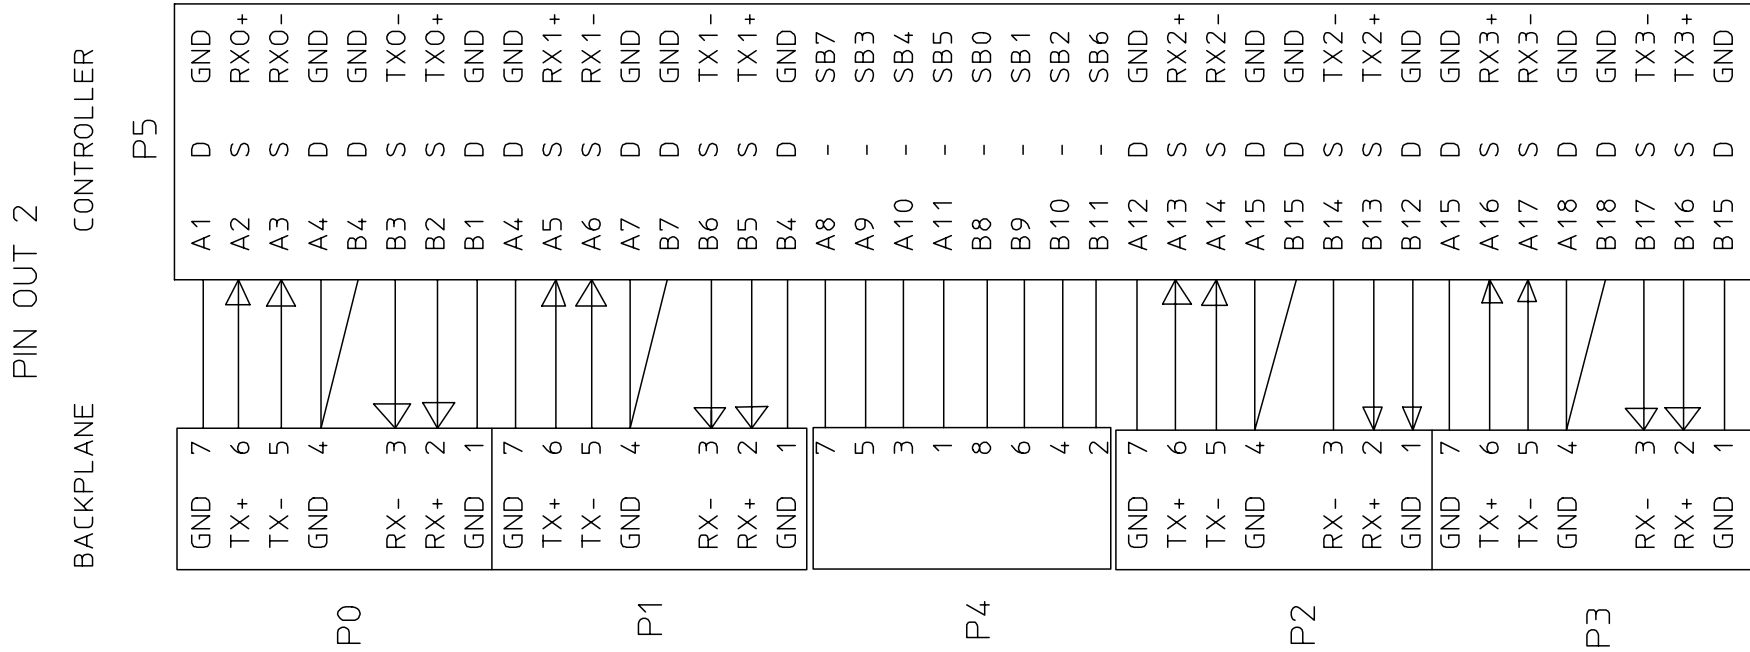 PIN OUT 2
BACKPLANE CONTROLLER
P5
GND 7 A1 D GND
TX+ 6 A2 S RX0+
TX- 5 A3 S RX0-
GND 4 A4 D GND
P0 B4 D GND
RX- 3 B3 S TX0-
RX+ 2 B2 S TX0+
GND 1 B1 D GND
GND 7 A4 D GND
TX+ 6 A5 S RX1+
TX- 5 A6 S RX1-
GND 4 A7 D GND
P1 B7 D GND
RX- 3 B6 S TX1-
RX+ 2 B5 S TX1+
GND 1 B4 D GND
7 A8 - SB7
5 A9 - SB3
3 A10 - SB4
1 A11 - SB5
P4 8 B8 - SB0
6 B9 - SB1
4 B10 - SB2
2 B11 - SB6
GND 7 A12 D GND
TX+ 6 A13 S RX2+
TX- 5 A14 S RX2-
GND 4 A15 D GND
P2 B15 D GND
RX- 3 B14 S TX2-
RX+ 2 B13 S TX2+
GND 1 B12 D GND
GND 7 A15 D GND
TX+ 6 A16 S RX3+
TX- 5 A17 S RX3-
GND 4 A18 D GND
P3 B18 D GND
RX- 3 B17 S TX3-
RX+ 2 B16 S TX3+
GND 1 B15 D GND